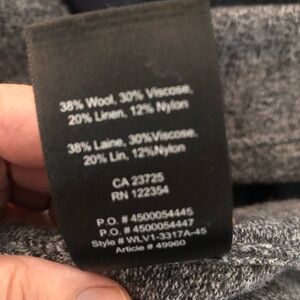 38% Wool, 30% Viscose,
20% Linen, 12% Nylon
38% Laine, 30%Viscose,
20% Lin, 12%Nylon
CA 23725
RN 122354
P.O. # 4500054445
P.O. # 4500054447
Style # WLV1-3317A-45
Article # 49960